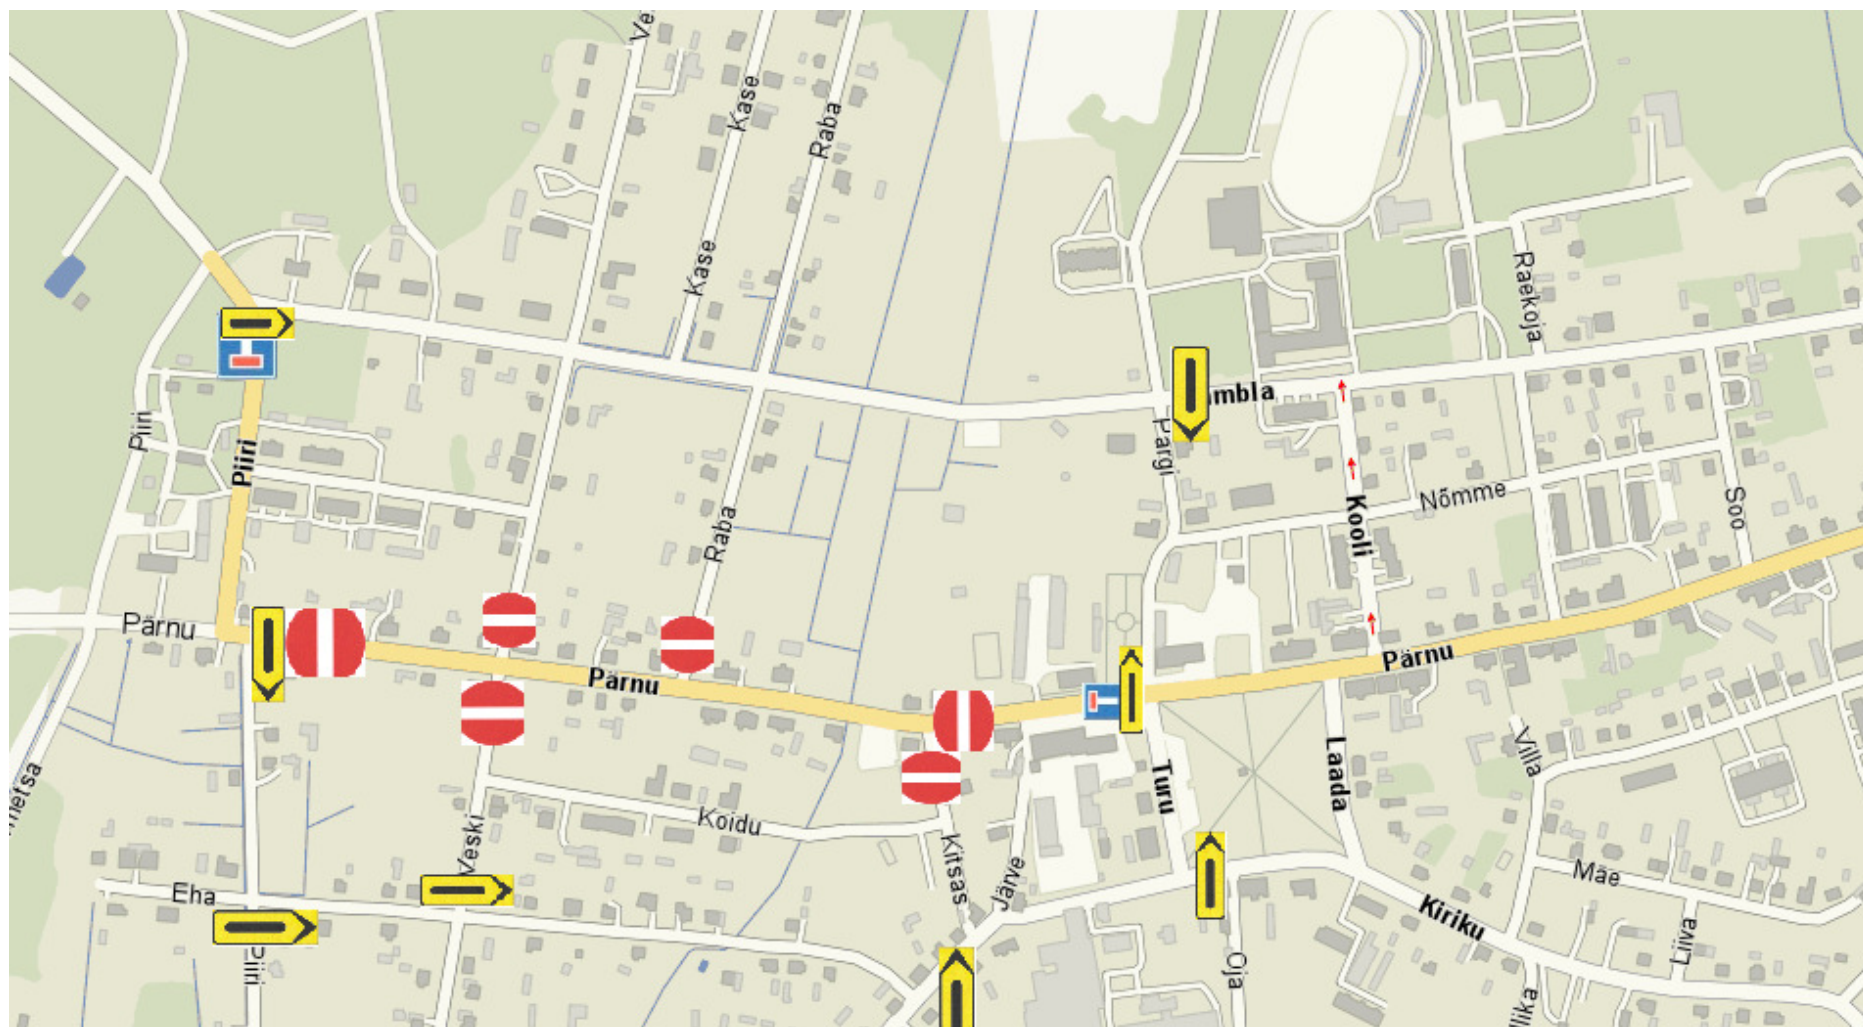 Kase
Raba
Kase
Raekoja
Piiri
Piiri
Pargi
Nõmme
Kooli
Soo
Raba
Pärnu
Pärnu
Pärnu
Turu
Laada
Villa
Koidu
Veski
Kitsas
Järve
Eha
Mäe
Kiriku
Liiva
Oja
Piiri